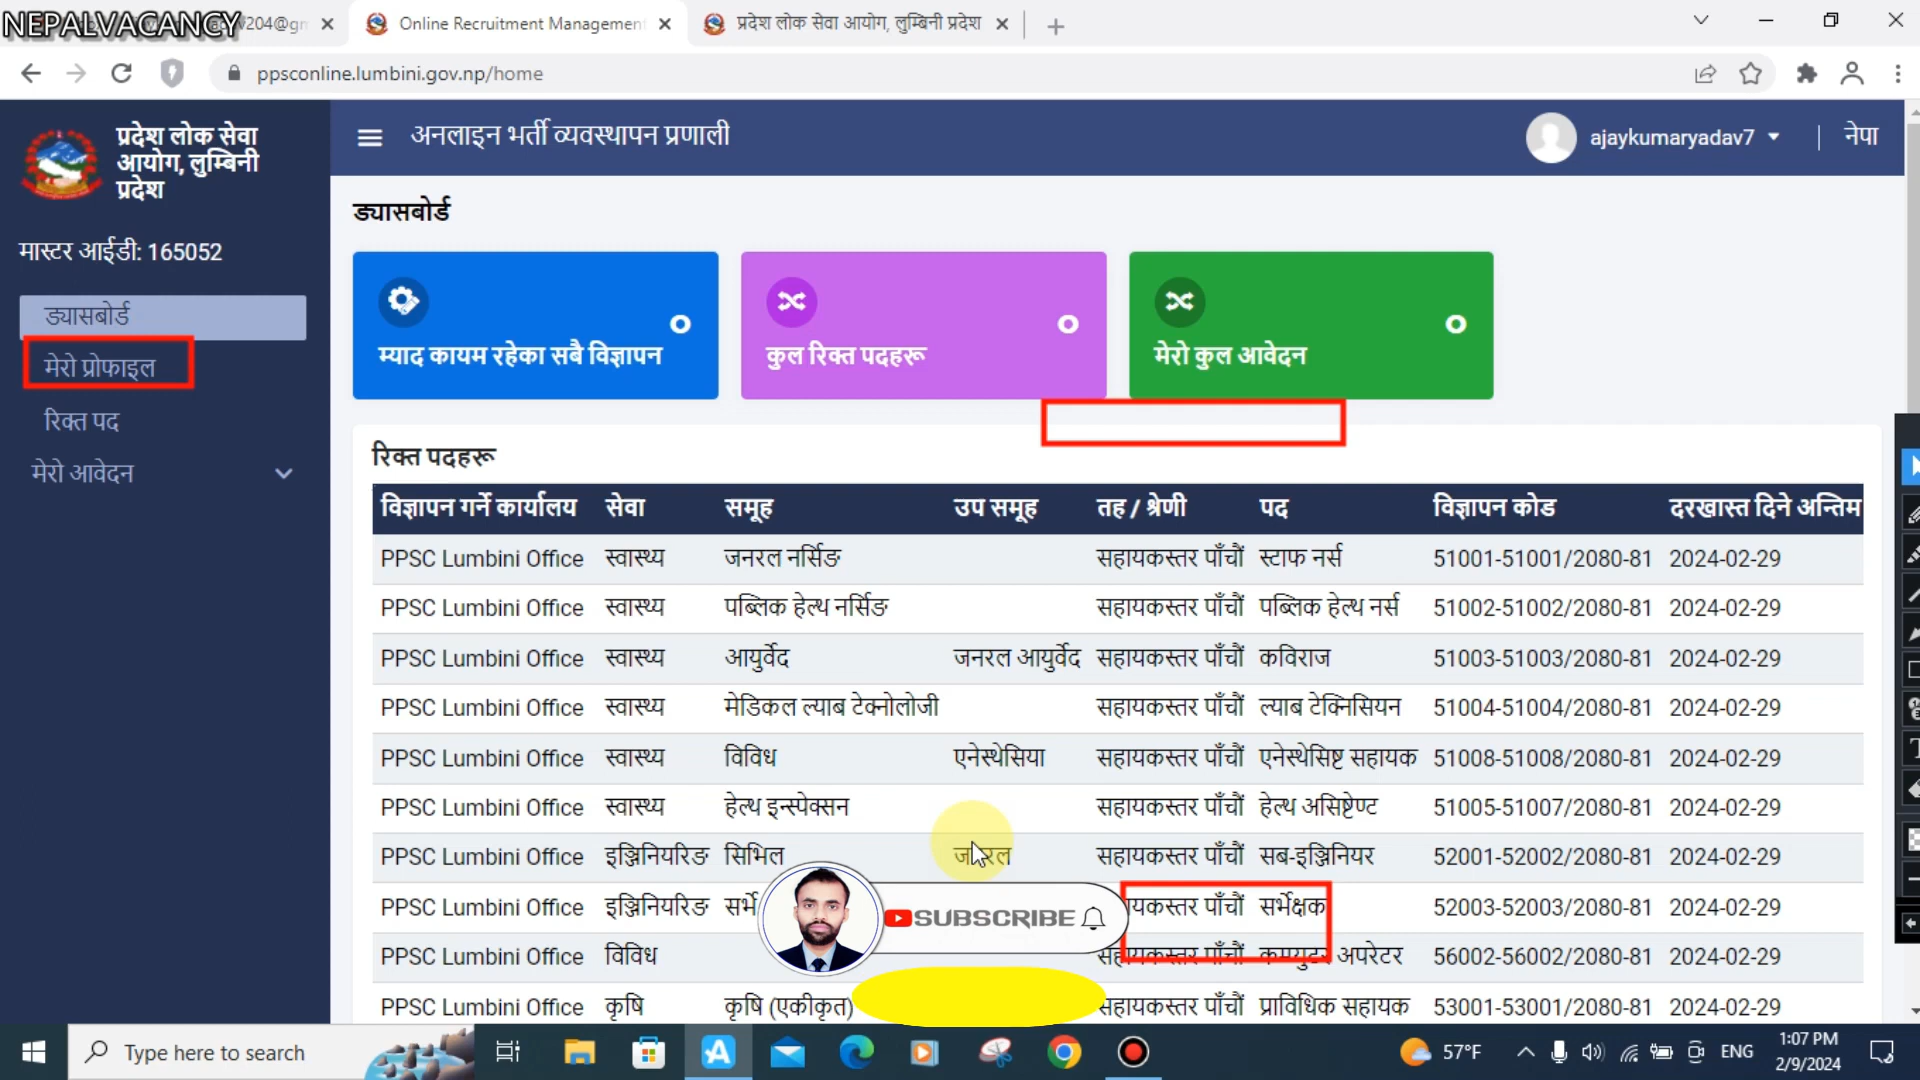 NEPALVACANCY
Online Recruitment Management
प्रदेश लोक सेवा आयोग, लुम्बिनी प्रदेश
ppsconline.lumbini.gov.np/home
प्रदेश लोक सेवा
आयोग, लुम्बिनी
प्रदेश
अनलाइन भर्ती व्यवस्थापन प्रणाली
ajaykumaryadav7
नेपा
मास्टर आईडी: 165052
ड्यासबोर्ड
मेरो प्रोफाइल
रिक्त पद
मेरो आवेदन
ड्यासबोर्ड
0
म्याद कायम रहेका सबै विज्ञापन
0
कुल रिक्त पदहरू
0
मेरो कुल आवेदन
रिक्त पदहरू
विज्ञापन गर्ने कार्यालय सेवा समूह उप समूह तह / श्रेणी पद विज्ञापन कोड दरखास्त दिने अन्तिम
PPSC Lumbini Office स्वास्थ्य जनरल नर्सिङ सहायकस्तर पाँचौं स्टाफ नर्स 51001-51001/2080-81 2024-02-29
PPSC Lumbini Office स्वास्थ्य पब्लिक हेल्थ नर्सिङ सहायकस्तर पाँचौं पब्लिक हेल्थ नर्स 51002-51002/2080-81 2024-02-29
PPSC Lumbini Office स्वास्थ्य आयुर्वेद जनरल आयुर्वेद सहायकस्तर पाँचौं कविराज 51003-51003/2080-81 2024-02-29
PPSC Lumbini Office स्वास्थ्य मेडिकल ल्याब टेक्नोलोजी सहायकस्तर पाँचौं ल्याब टेक्निसियन 51004-51004/2080-81 2024-02-29
PPSC Lumbini Office स्वास्थ्य विविध एनेस्थेसिया सहायकस्तर पाँचौं एनेस्थेसिष्ट सहायक 51008-51008/2080-81 2024-02-29
PPSC Lumbini Office स्वास्थ्य हेल्थ इन्स्पेक्सन सहायकस्तर पाँचौं हेल्थ असिष्टेण्ट 51005-51007/2080-81 2024-02-29
PPSC Lumbini Office इञ्जिनियरिङ सिभिल जनरल सहायकस्तर पाँचौं सब-इञ्जिनियर 52001-52002/2080-81 2024-02-29
PPSC Lumbini Office इञ्जिनियरिङ पाँचौं सर्भेक्षक 52003-52003/2080-81 2024-02-29
SUBSCRIBE
PPSC Lumbini Office विविध सहायकस्तर पाँचौं कम्प्युटर अपरेटर 56002-56002/2080-81 2024-02-29
PPSC Lumbini Office कृषि कृषि (एकीकृत) सहायकस्तर पाँचौं प्राविधिक सहायक 53001-53001/2080-81 2024-02-29
Type here to search
57°F
ENG
1:07 PM
2/9/2024